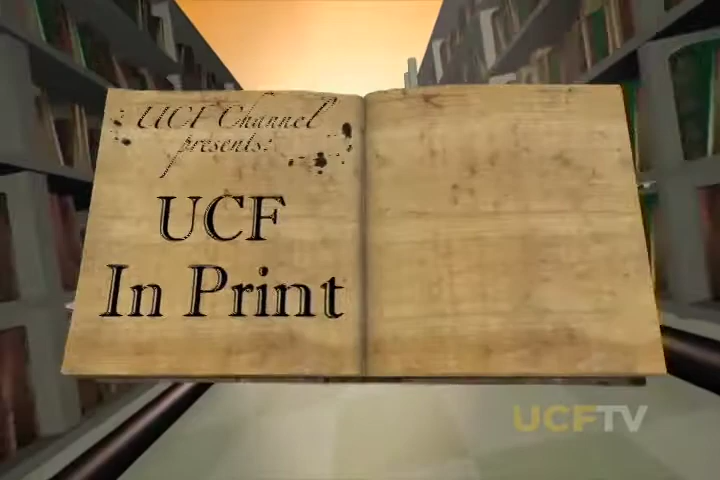 UCF Channel
presents:
UCF
In Print
UCFTV